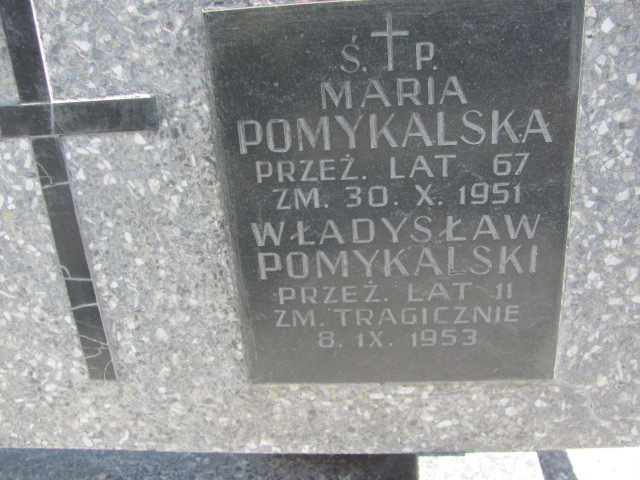 Ś. P.
MARIA
POMYKALSKA
PRZEŻ. LAT 67
ZM. 30. X. 1951
WŁADYSŁAW
POMYKALSKI
PRZEŻ. LAT 11
ZM. TRAGICZNIE
8. IX. 1953